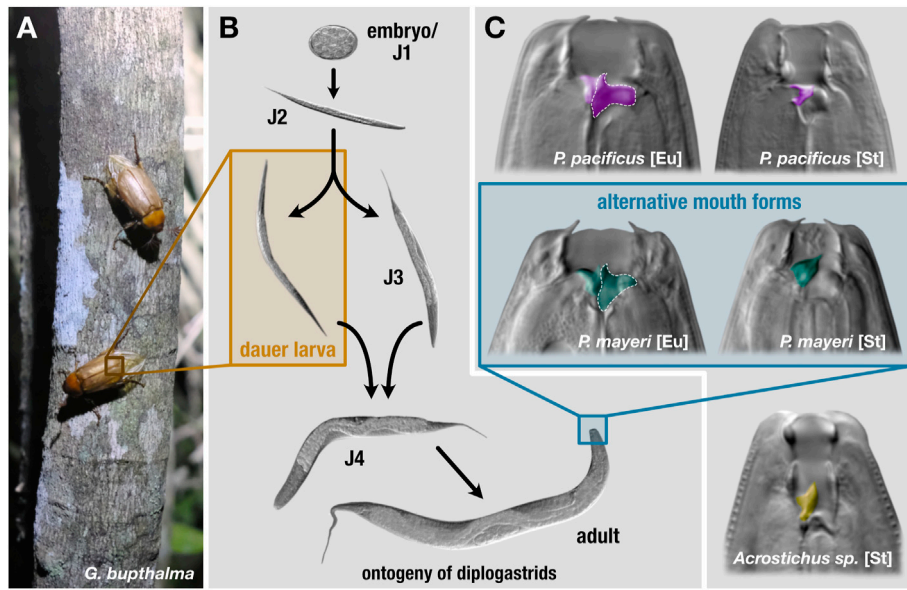 A
G. bupthalma
B
embryo/
J1
J2
J3
dauer larva
J4
adult
ontogeny of diplogastrids
C
P. pacificus [Eu]
P. pacificus [St]
alternative mouth forms
P. mayeri [Eu]
P. mayeri [St]
Acrostichus sp. [St]